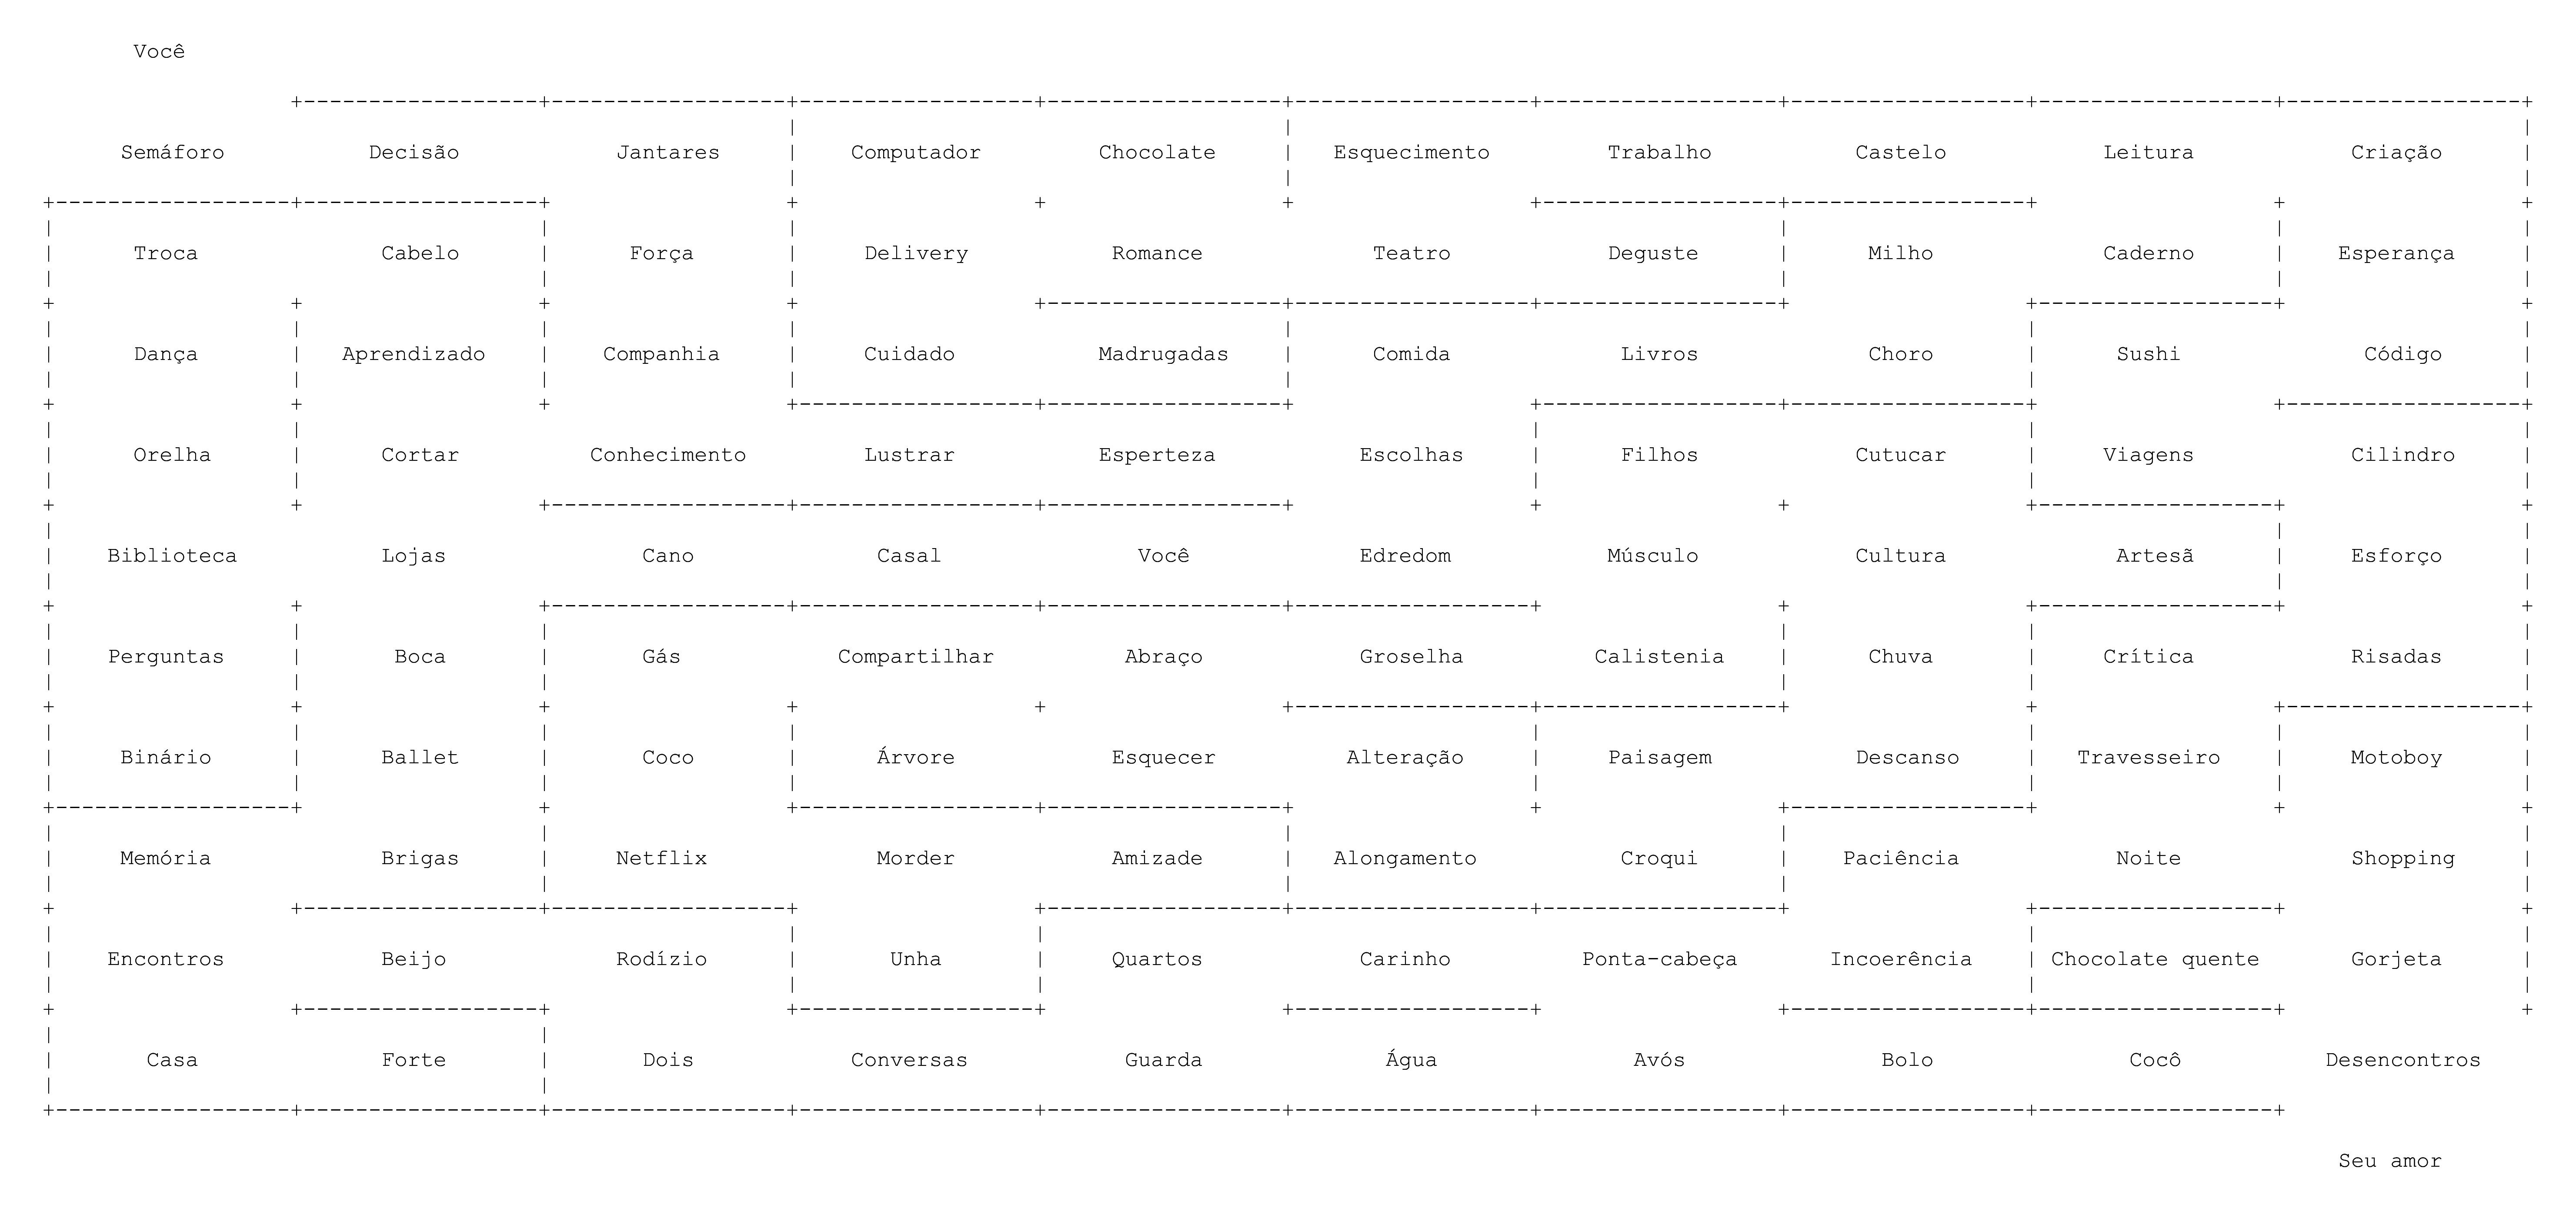 Você
Semáforo Decisão Jantares Computador Chocolate Esquecimento Trabalho Castelo Leitura Criação
Troca Cabelo Força Delivery Romance Teatro Deguste Milho Caderno Esperança
Dança Aprendizado Companhia Cuidado Madrugadas Comida Livros Choro Sushi Código
Orelha Cortar Conhecimento Lustrar Esperteza Escolhas Filhos Cutucar Viagens Cilindro
Biblioteca Lojas Cano Casal Você Edredom Músculo Cultura Artesã Esforço
Perguntas Boca Gás Compartilhar Abraço Groselha Calistenia Chuva Crítica Risadas
Binário Ballet Coco Árvore Esquecer Alteração Paisagem Descanso Travesseiro Motoboy
Memória Brigas Netflix Morder Amizade Alongamento Croqui Paciência Noite Shopping
Encontros Beijo Rodízio Unha Quartos Carinho Ponta-cabeça Incoerência Chocolate quente Gorjeta
Casa Forte Dois Conversas Guarda Água Avós Bolo Cocô Desencontros
Seu amor